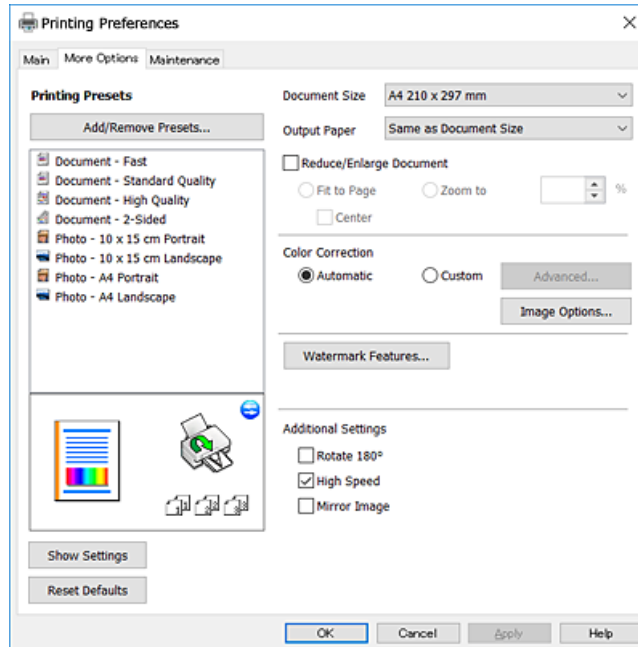 Printing Preferences
Main More Options Maintenance
Printing Presets
Add/Remove Presets...
Document - Fast
Document - Standard Quality
Document - High Quality
Document - 2-Sided
Photo - 10 x 15 cm Portrait
Photo - 10 x 15 cm Landscape
Photo - A4 Portrait
Photo - A4 Landscape
Show Settings
Reset Defaults
Document Size A4 210 x 297 mm
Output Paper Same as Document Size
Reduce/Enlarge Document
Fit to Page Zoom to %
Center
Color Correction
Automatic Custom Advanced...
Image Options...
Watermark Features...
Additional Settings
Rotate 180°
High Speed
Mirror Image
OK Cancel Apply Help